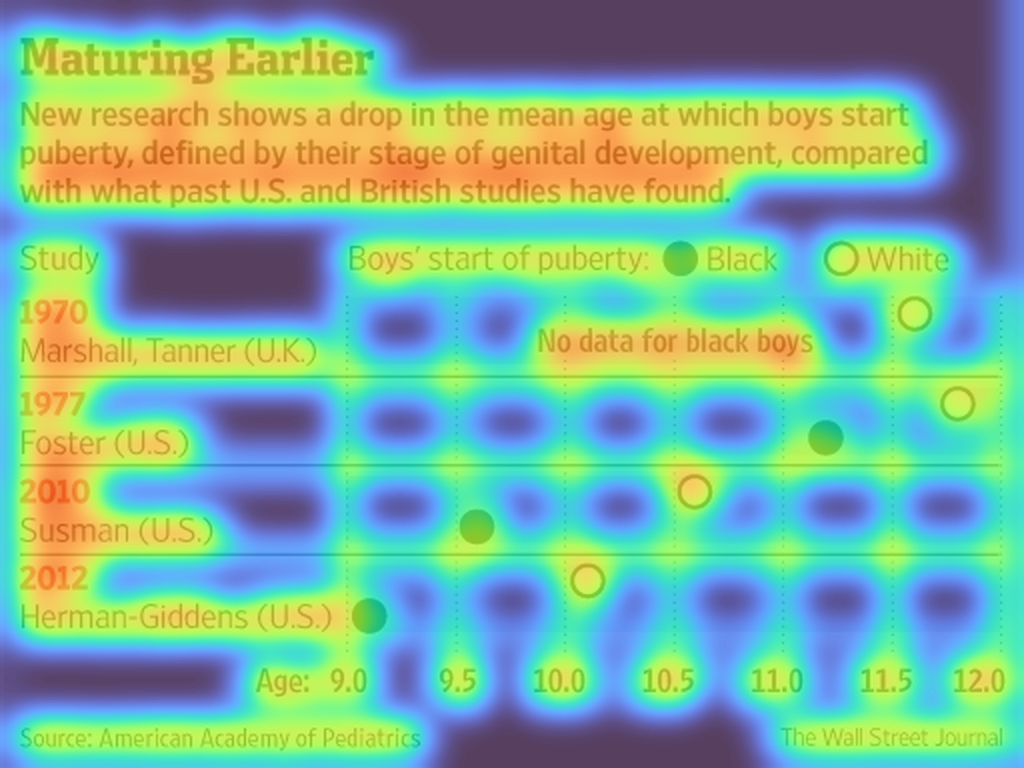 Maturing Earlier
New research shows a drop in the mean age at which boys start
puberty, defined by their stage of genital development, compared
with what past U.S. and British studies have found.
Study Boys' start of puberty: Black White
1970
Marshall, Tanner (U.K.) No data for black boys
1977
Foster (U.S.)
2010
Susman (U.S.)
2012
Herman-Giddens (U.S.)
Age: 9.0 9.5 10.0 10.5 11.0 11.5 12.0
Source: American Academy of Pediatrics The Wall Street Journal